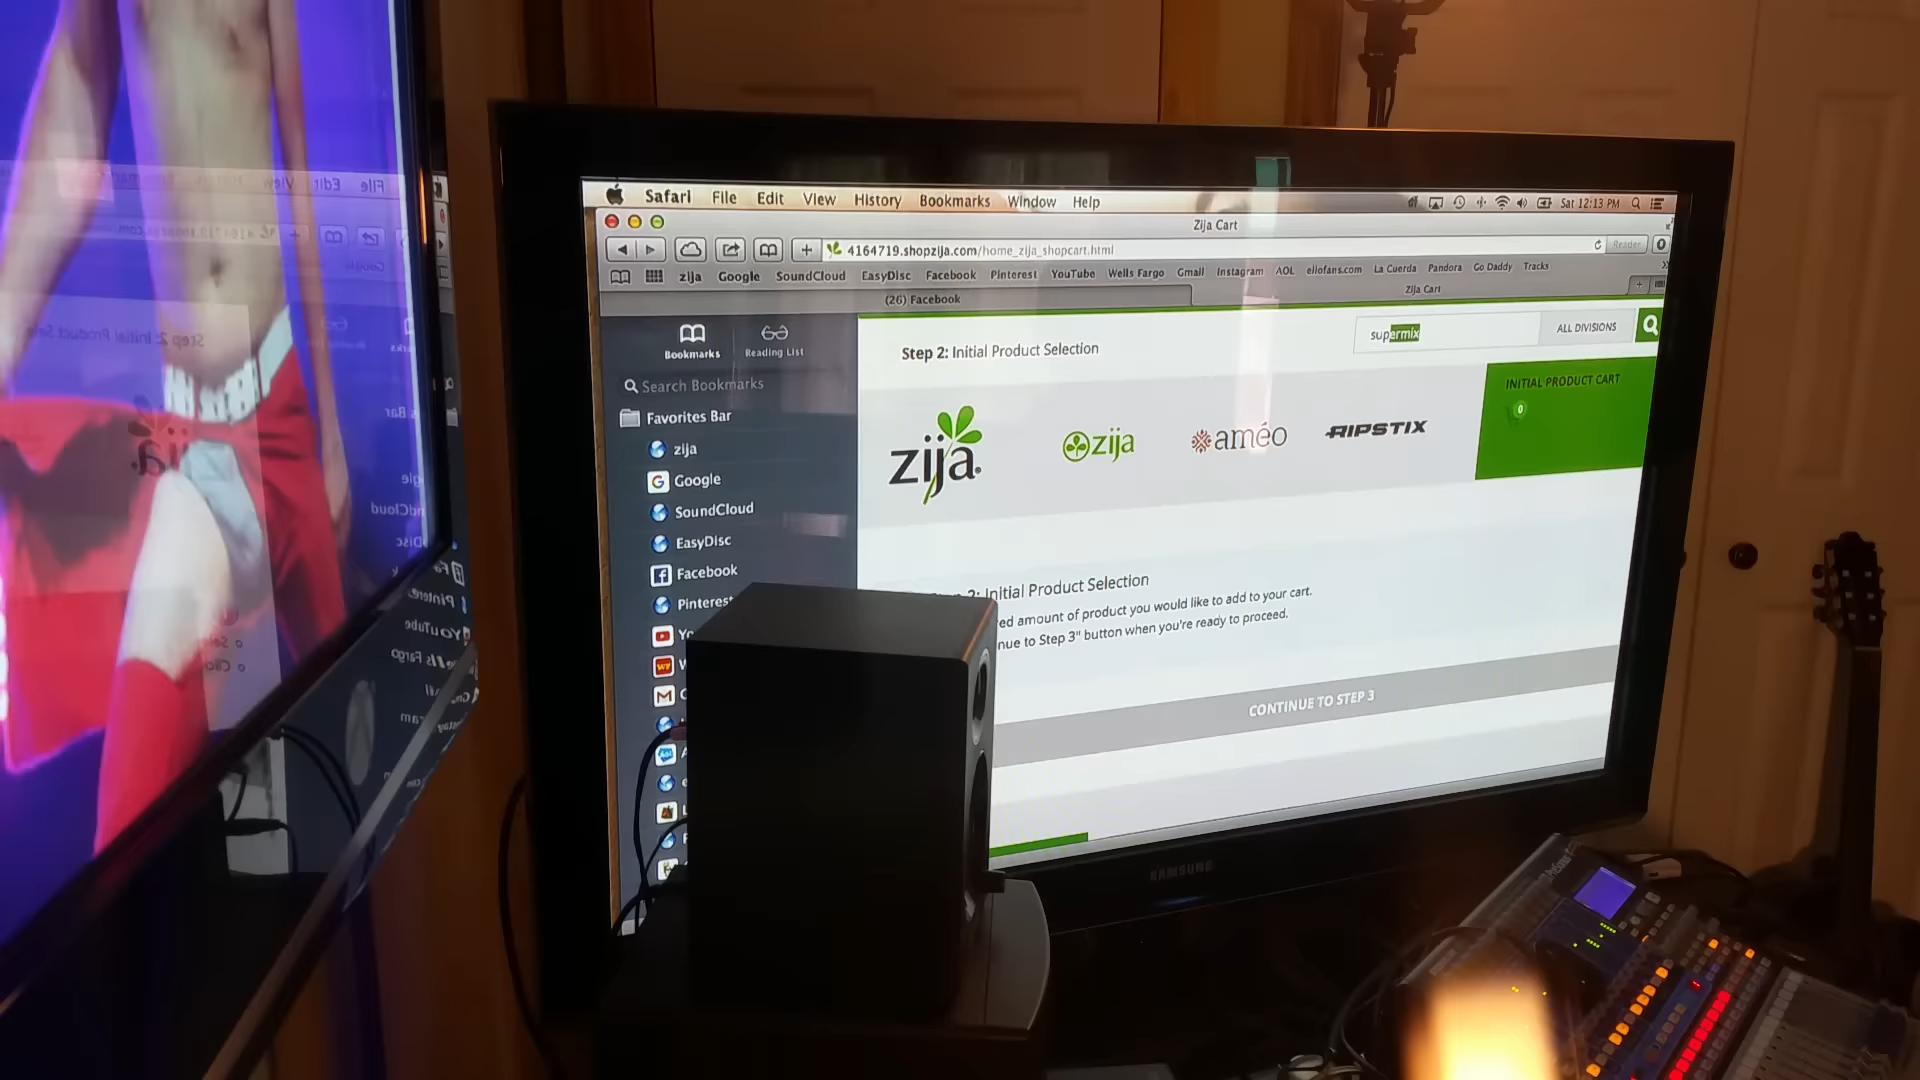 Safari File Edit View History Bookmarks Window Help Sat 12:13 PM
Zija Cart
4164719.shopzija.com/home_zija_shopcart.html Reader
zija Google SoundCloud EasyDisc Facebook Pinterest YouTube Wells Fargo Gmail Instagram AOL ellofans.com La Cuerda Pandora Go Daddy Tracks
(26) Facebook Zija Cart
Bookmarks Reading List
Search Bookmarks
Favorites Bar
zija
Google
SoundCloud
EasyDisc
Facebook
Pinterest
Step 2: Initial Product Selection
supermix ALL DIVISIONS
INITIAL PRODUCT CART
0
zija
zija
améo
RIPSTIX
2: Initial Product Selection
amount of product you would like to add to your cart.
to Step 3" button when you're ready to proceed.
CONTINUE TO STEP 3
SAMSUNG